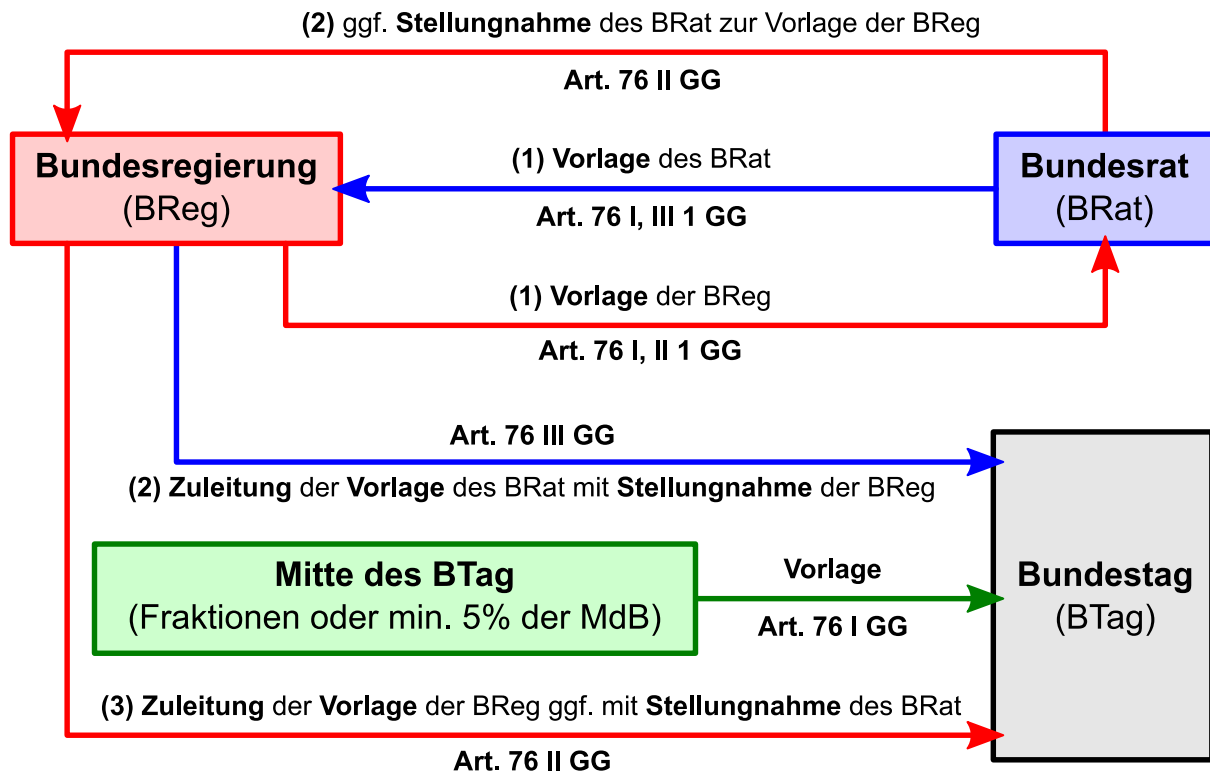 (2) ggf. Stellungnahme des BRat zur Vorlage der BReg
Art. 76 II GG
Bundesregierung
(BReg)
(1) Vorlage des BRat
Art. 76 I, III 1 GG
Bundesrat
(BRat)
(1) Vorlage der BReg
Art. 76 I, II 1 GG
Art. 76 III GG
(2) Zuleitung der Vorlage des BRat mit Stellungnahme der BReg
Mitte des BTag
(Fraktionen oder min. 5% der MdB)
Vorlage
Art. 76 I GG
Bundestag
(BTag)
(3) Zuleitung der Vorlage der BReg ggf. mit Stellungnahme des BRat
Art. 76 II GG